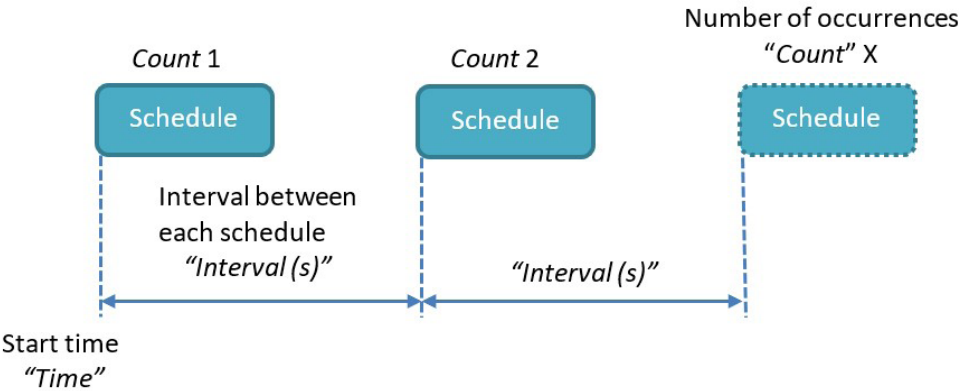 Number of occurrences
Count 1
Count 2
“Count” X
Schedule
Schedule
Schedule
Interval between
each schedule
“Interval (s)”
“Interval (s)”
Start time
“Time”